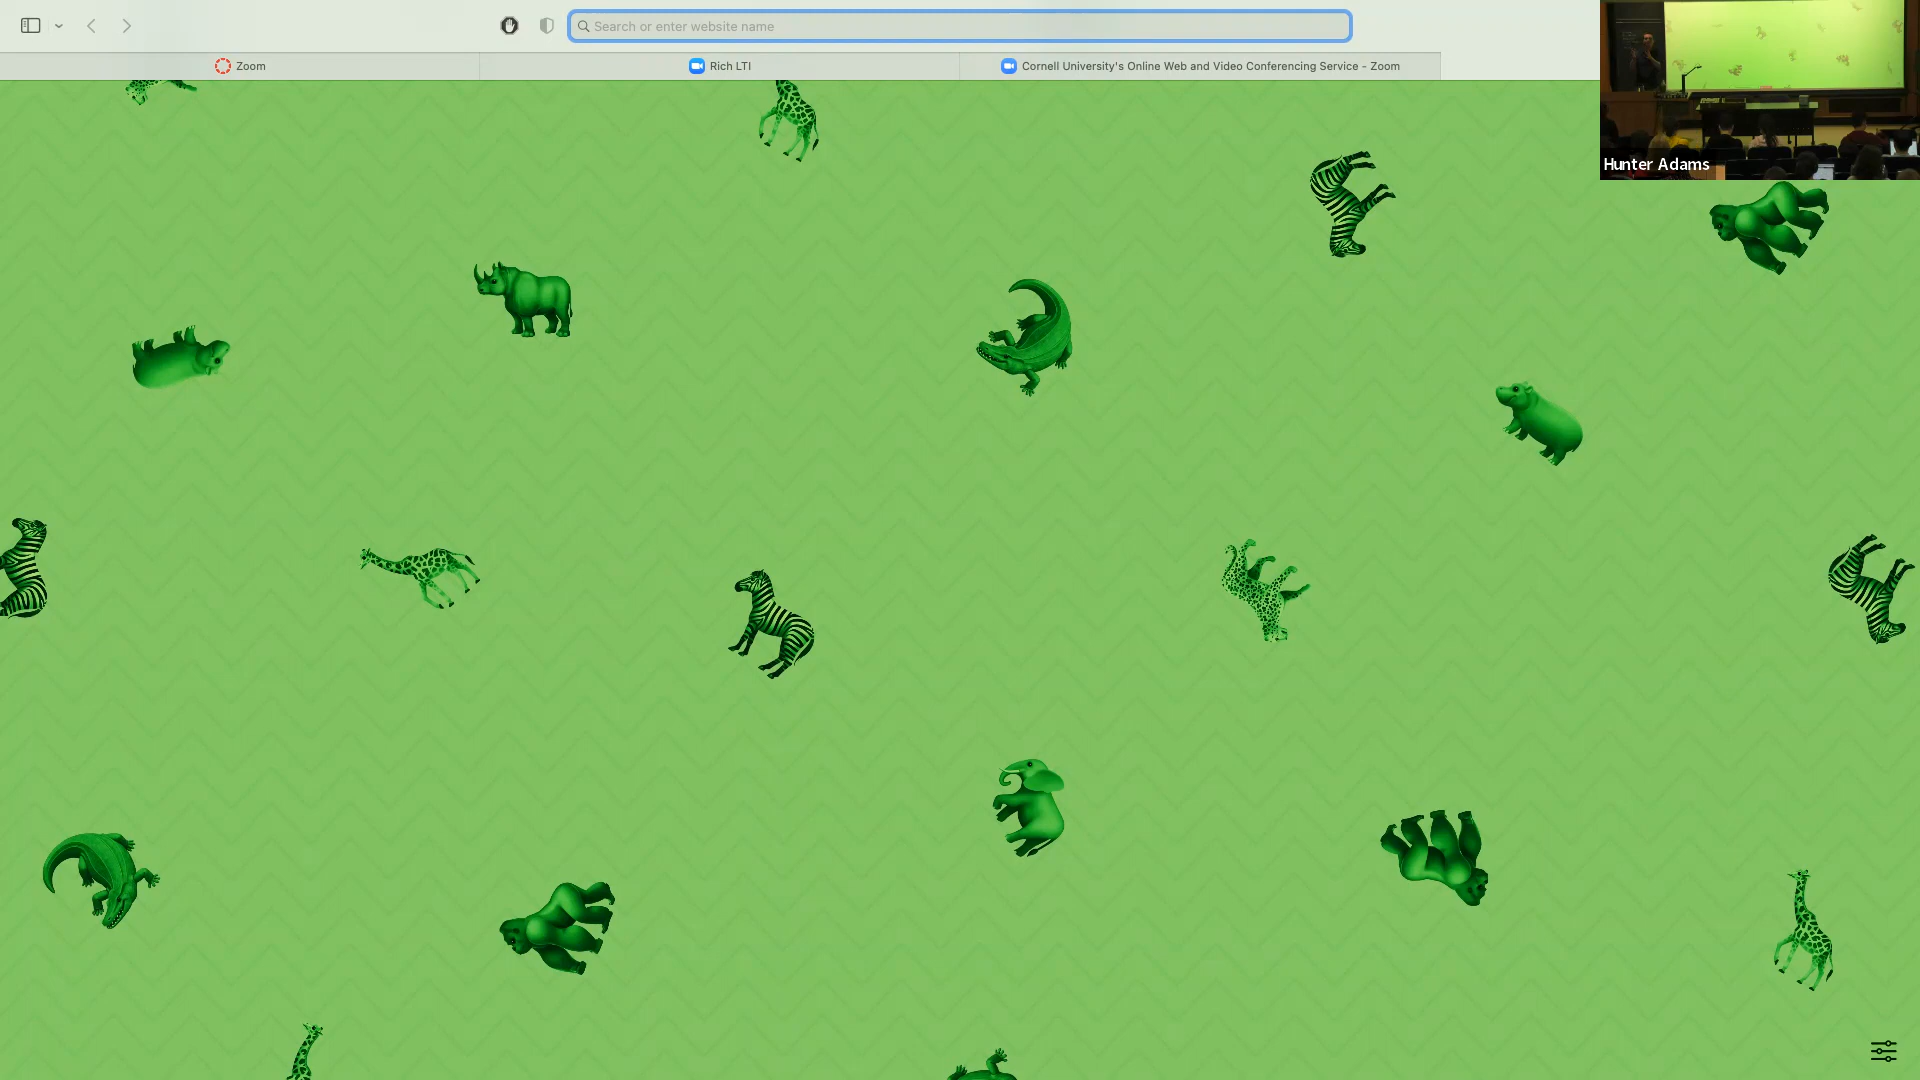 Search or enter website name
Zoom
Rich LTI
Cornell University's Online Web and Video Conferencing Service - Zoom
Hunter Adams